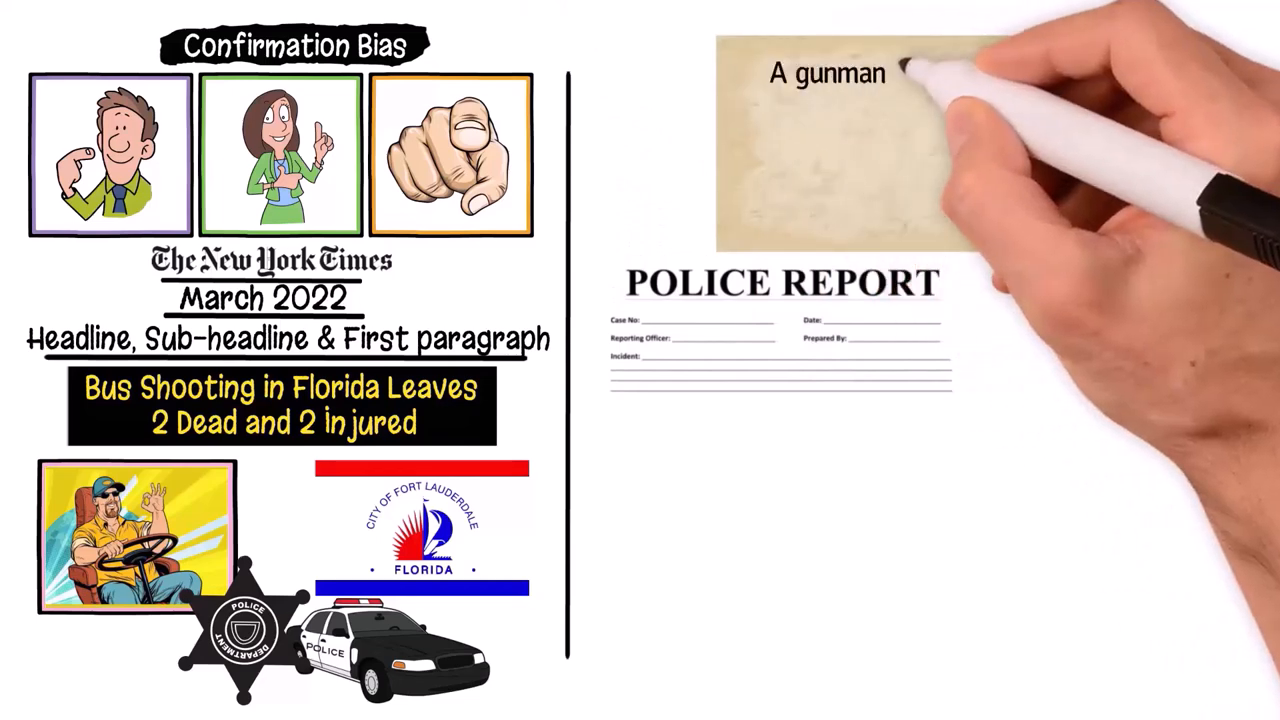 Confirmation Bias
The New York Times
March 2022
Headline, Sub-headline & First paragraph
Bus Shooting in Florida Leaves
2 Dead and 2 Injured
CITY OF FORT LAUDERDALE
FLORIDA
POLICE
DEPARTMENT
POLICE
A gunman
POLICE REPORT
Case No: Date:
Reporting Officer: Prepared By:
Incident: